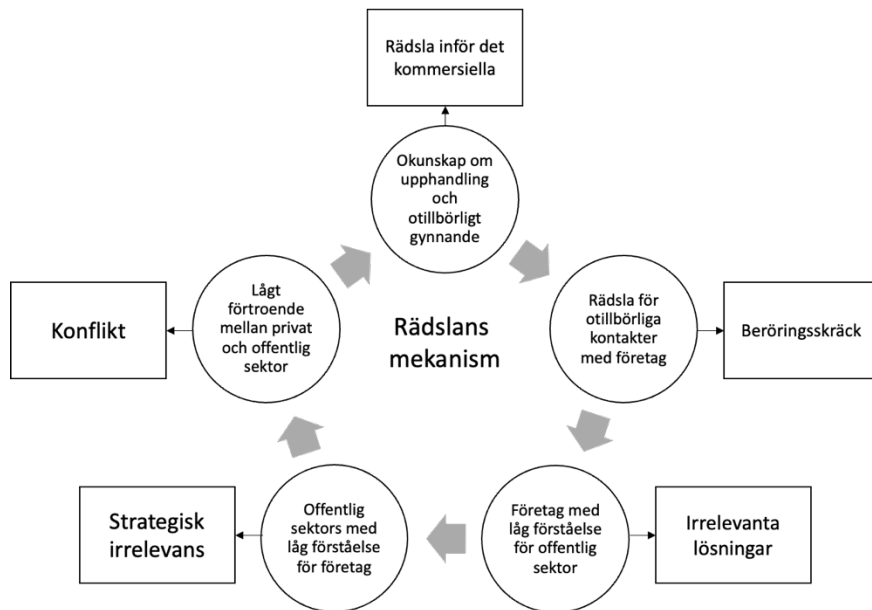 Rädsla inför det
kommersiella
Okunskap om
upphandling
och
otillbörligt
gynnande
Lågt
förtroende
mellan privat
och offentlig
sektor
Konflikt
Rädslans
mekanism
Rädsla för
otillbörliga
kontakter
med företag
Beröringsskräck
Strategisk
irrelevans
Offentlig
sektors med
låg förståelse
för företag
Företag med
låg förståelse
för offentlig
sektor
Irrelevanta
lösningar